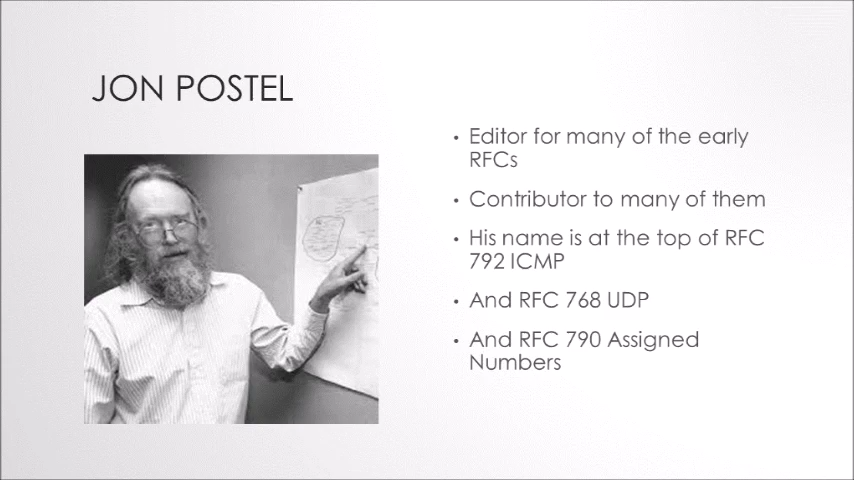 JON POSTEL
• Editor for many of the early
RFCs
• Contributor to many of them
• His name is at the top of RFC
792 ICMP
• And RFC 768 UDP
• And RFC 790 Assigned
Numbers